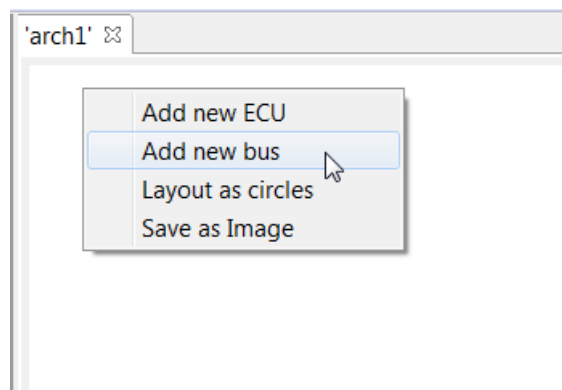 'arch1'
Add new ECU
Add new bus
Layout as circles
Save as Image